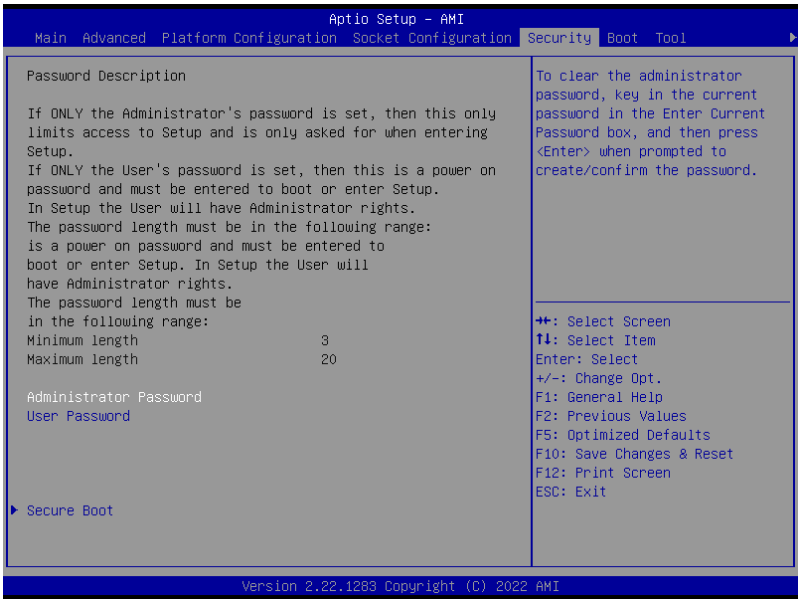 Aptio Setup – AMI
Main Advanced Platform Configuration Socket Configuration Security Boot Tool
Password Description
If ONLY the Administrator's password is set, then this only
limits access to Setup and is only asked for when entering
Setup.
If ONLY the User's password is set, then this is a power on
password and must be entered to boot or enter Setup.
In Setup the User will have Administrator rights.
The password length must be in the following range:
is a power on password and must be entered to
boot or enter Setup. In Setup the User will
have Administrator rights.
The password length must be
in the following range:
Minimum length 3
Maximum length 20
Administrator Password
User Password
Secure Boot
To clear the administrator
password, key in the current
password in the Enter Current
Password box, and then press
<Enter> when prompted to
create/confirm the password.
→←: Select Screen
↑↓: Select Item
Enter: Select
+/-: Change Opt.
F1: General Help
F2: Previous Values
F5: Optimized Defaults
F10: Save Changes & Reset
F12: Print Screen
ESC: Exit
Version 2.22.1283 Copyright (C) 2022 AMI